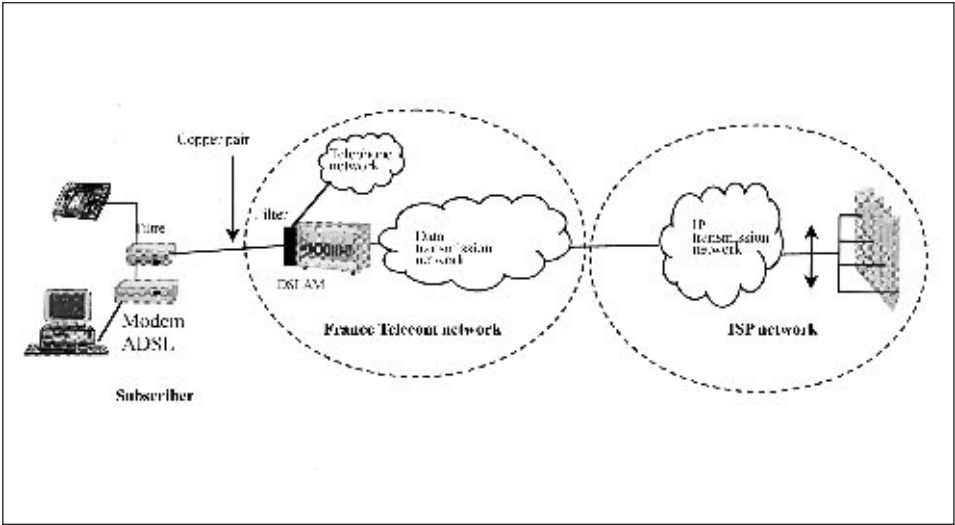 Copper pair
Telephone
network
Filtre
Filter
Data
transmission
network
IP
transmission
network
DSLAM
Modem
ADSL
France Telecom network
ISP network
Subscriber